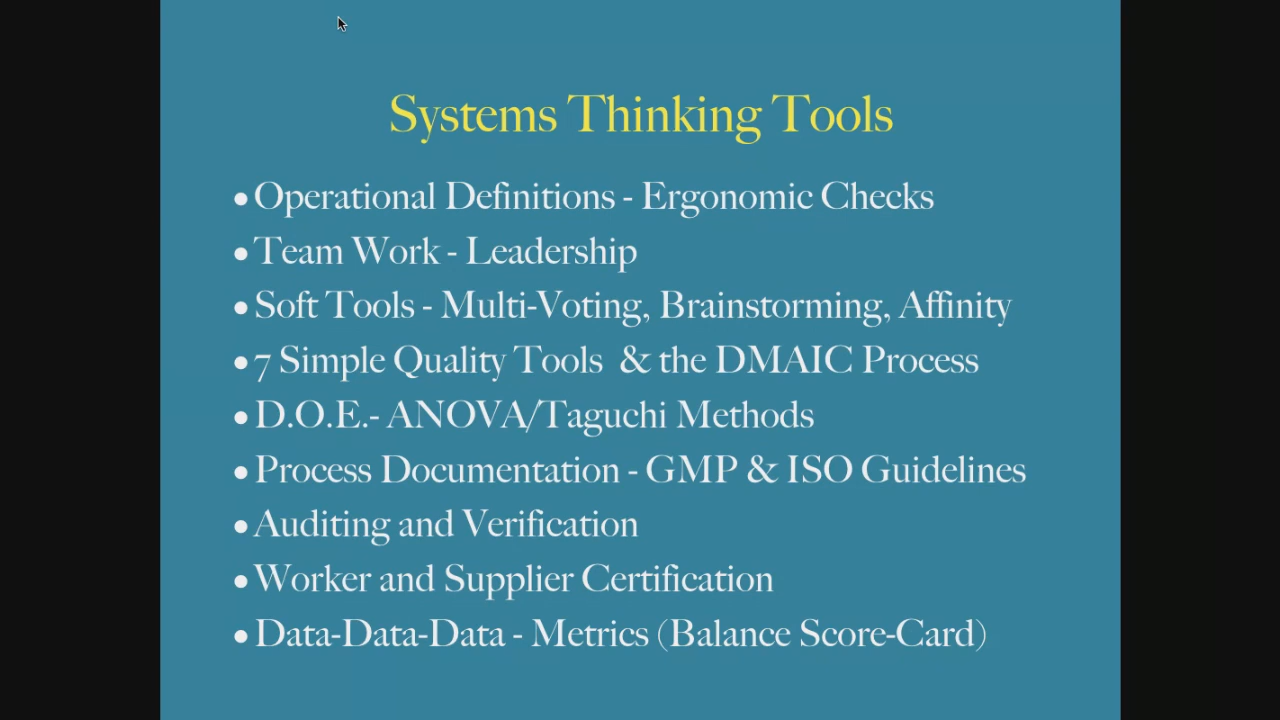 Systems Thinking Tools
• Operational Definitions - Ergonomic Checks
• Team Work - Leadership
• Soft Tools - Multi-Voting, Brainstorming, Affinity
• 7 Simple Quality Tools & the DMAIC Process
• D.O.E.- ANOVA/Taguchi Methods
• Process Documentation - GMP & ISO Guidelines
• Auditing and Verification
• Worker and Supplier Certification
• Data-Data-Data - Metrics (Balance Score-Card)